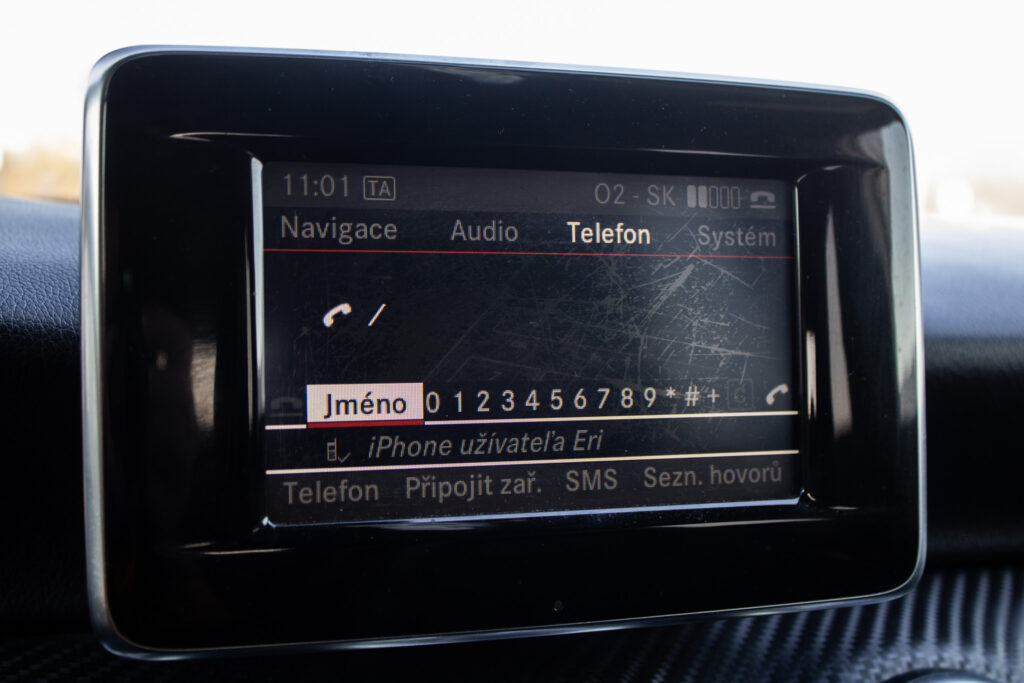 11:01 TA O2 - SK
Navigace Audio Telefon Systém
/
Jméno 0 1 2 3 4 5 6 7 8 9 * # + C
iPhone užívateľa Eri
Telefon Připojit zař. SMS Sezn. hovorů